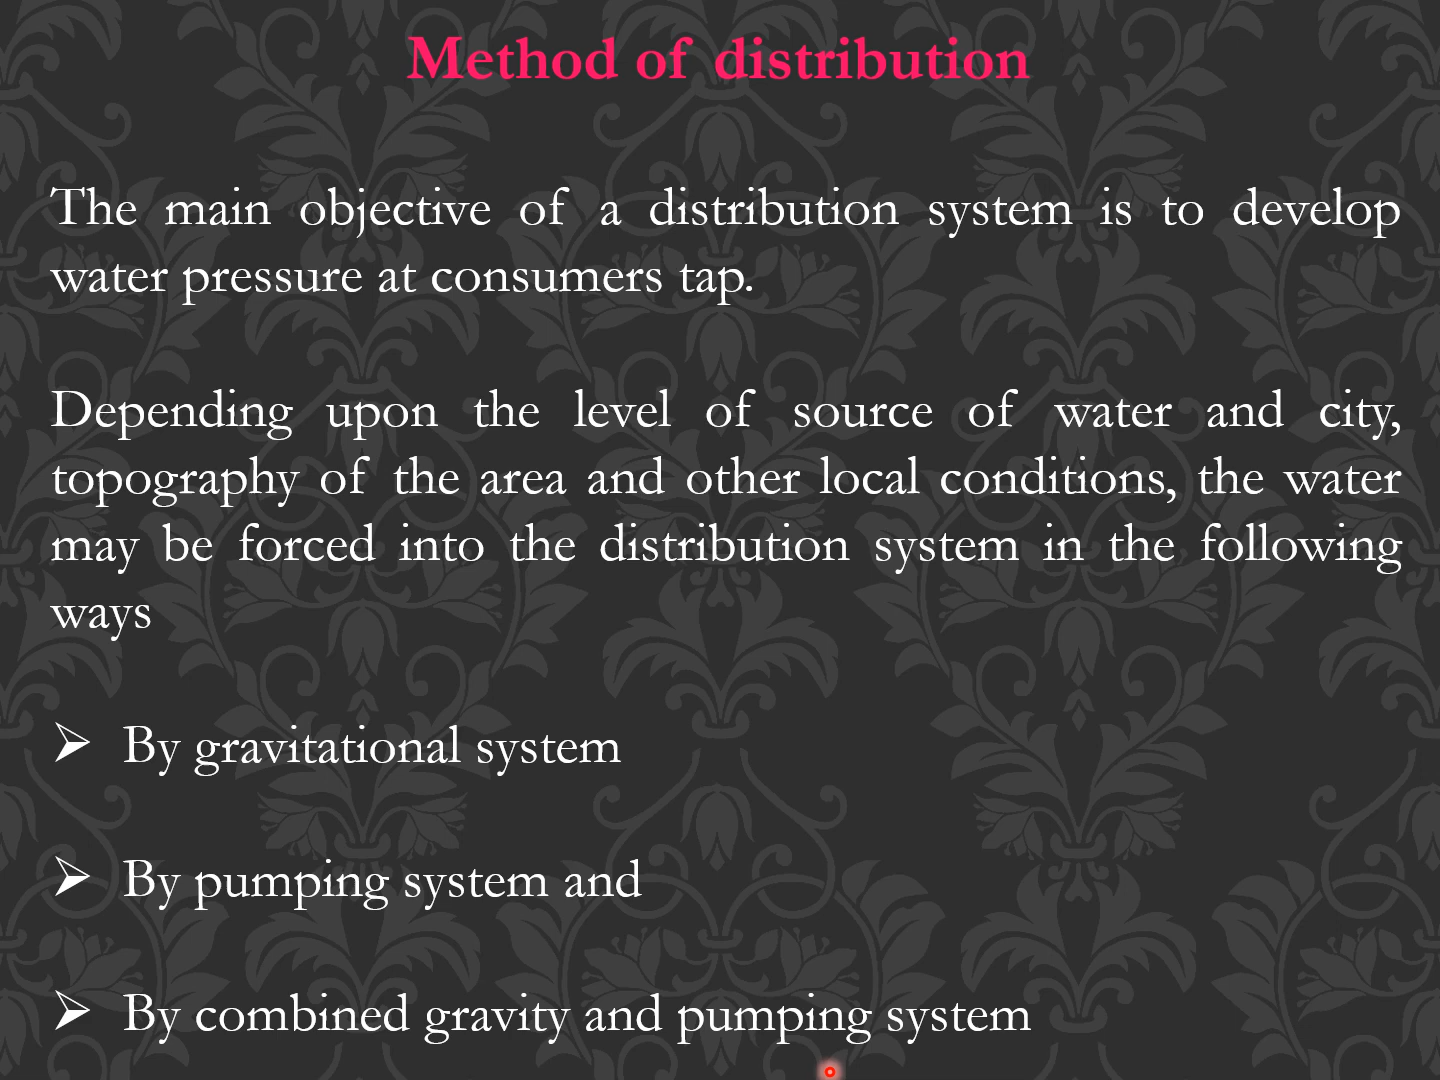 Method of distribution
The main objective of a distribution system is to develop
water pressure at consumers tap.
Depending upon the level of source of water and city,
topography of the area and other local conditions, the water
may be forced into the distribution system in the following
ways
➢ By gravitational system
➢ By pumping system and
➢ By combined gravity and pumping system